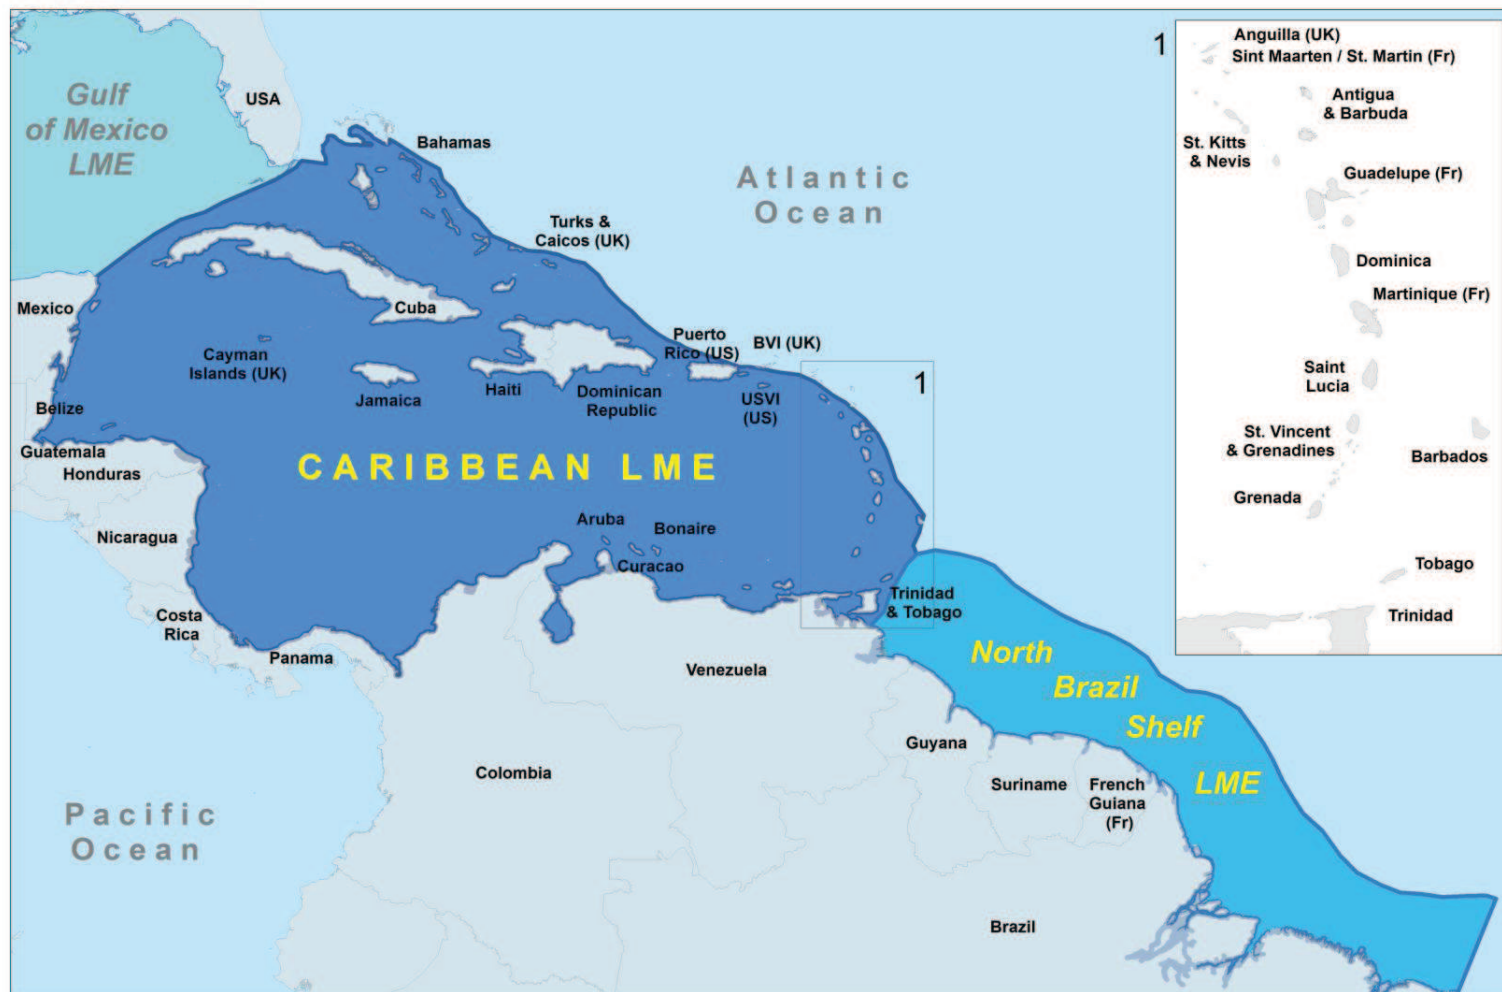 Gulf
of Mexico
LME
USA
Bahamas
Atlantic
Ocean
Turks &
Caicos (UK)
Mexico
Cuba
Puerto
Rico (US)
BVI (UK)
Cayman
Islands (UK)
Jamaica
Haiti
Dominican
Republic
USVI
(US)
1
Belize
Guatemala
Honduras
CARIBBEAN LME
Nicaragua
Aruba
Bonaire
Curacao
Costa
Rica
Panama
Trinidad
& Tobago
Venezuela
North
Brazil
Shelf
LME
Guyana
Colombia
Suriname
French
Guiana
(Fr)
Pacific
Ocean
Brazil
1
Anguilla (UK)
Sint Maarten / St. Martin (Fr)
Antigua
& Barbuda
St. Kitts
& Nevis
Guadelupe (Fr)
Dominica
Martinique (Fr)
Saint
Lucia
St. Vincent
& Grenadines
Barbados
Grenada
Tobago
Trinidad